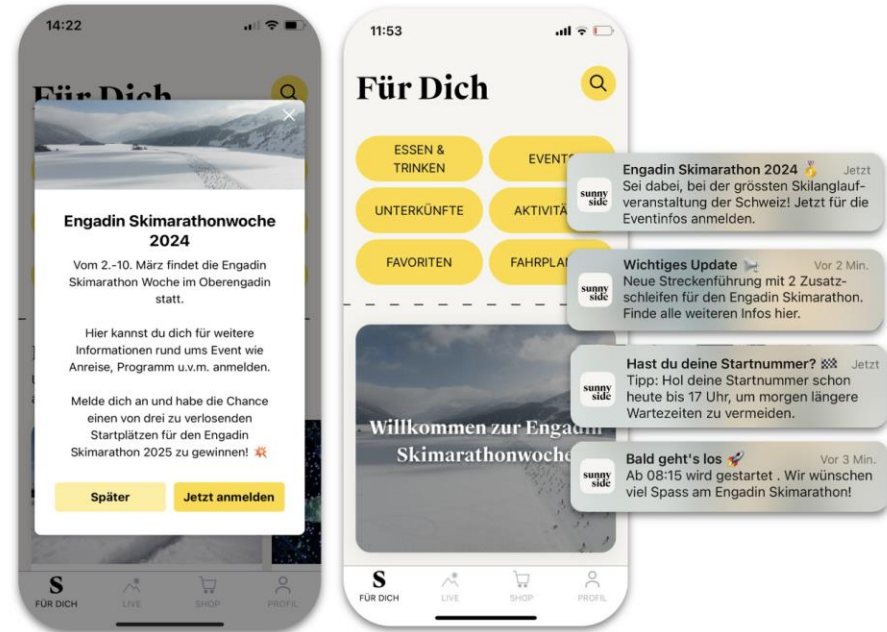 14:22
Für Dich
Engadin Skimarathonwoche
2024
Vom 2.-10. März findet die Engadin
Skimarathon Woche im Oberengadin
statt.
Hier kannst du dich für weitere
Informationen rund ums Event wie
Anreise, Programm u.v.m. anmelden.
Melde dich an und habe die Chance
einen von drei zu verlosenden
Startplätzen für den Engadin
Skimarathon 2025 zu gewinnen! 💥
Später
Jetzt anmelden
S
FÜR DICH
LIVE
SHOP
PROFIL
11:53
Für Dich
ESSEN &
TRINKEN
EVENTS
UNTERKÜNFTE
AKTIVITÄ
FAVORITEN
FAHRPLA
Willkommen zur Engadin
Skimarathonwoche
S
FÜR DICH
LIVE
SHOP
PROFIL
sunny
side
Engadin Skimarathon 2024 🥇 Jetzt
Sei dabei, bei der grössten Skilanglauf-
veranstaltung der Schweiz! Jetzt für die
Eventinfos anmelden.
sunny
side
Wichtiges Update 📢 Vor 2 Min.
Neue Streckenführung mit 2 Zusatz-
schleifen für den Engadin Skimarathon.
Finde alle weiteren Infos hier.
sunny
side
Hast du deine Startnummer? 🏁 Jetzt
Tipp: Hol deine Startnummer schon
heute bis 17 Uhr, um morgen längere
Wartezeiten zu vermeiden.
sunny
side
Bald geht's los 🚀 Vor 3 Min.
Ab 08:15 wird gestartet . Wir wünschen
viel Spass am Engadin Skimarathon!